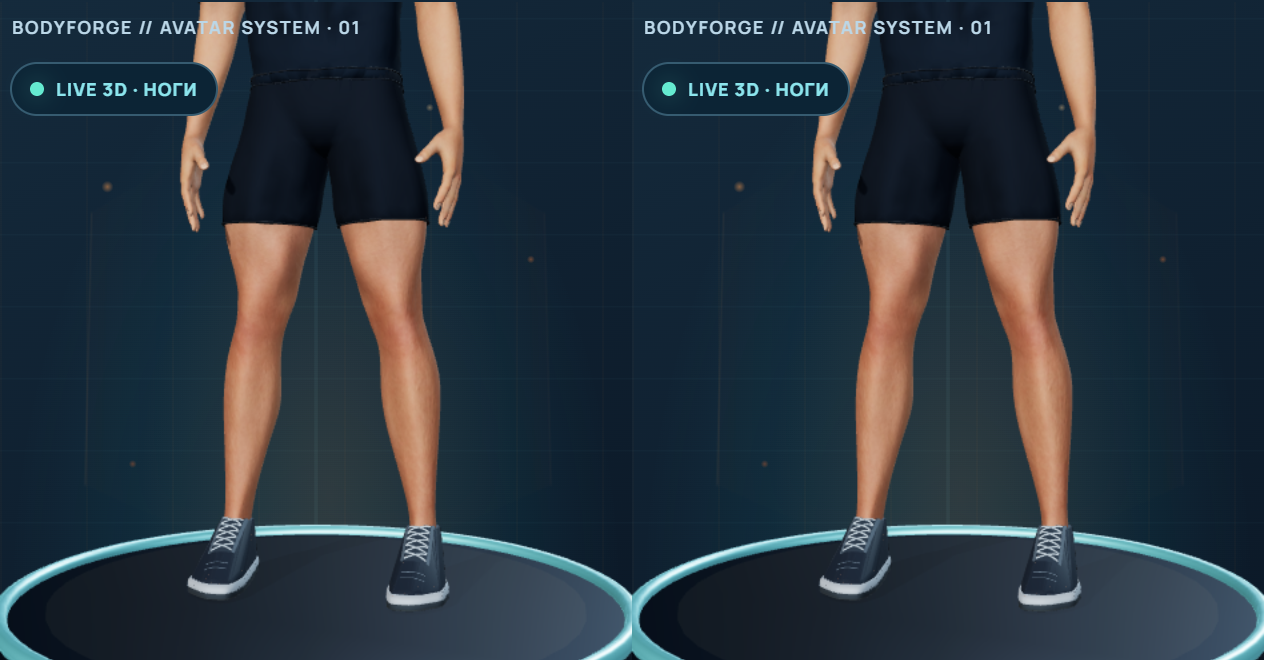 BODYFORGE // AVATAR SYSTEM · 01
LIVE 3D · НОГИ
BODYFORGE // AVATAR SYSTEM · 01
LIVE 3D · НОГИ